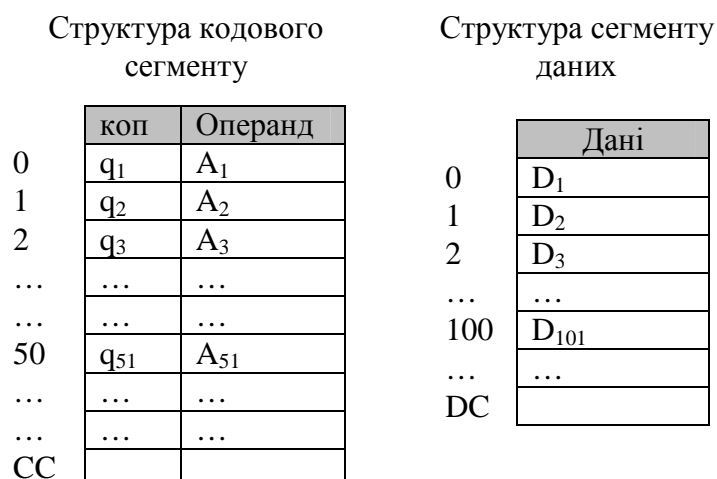 Структура кодового
сегменту
коп Операнд
0 q₁ A₁
1 q₂ A₂
2 q₃ A₃
… … …
… … …
50 q₅₁ A₅₁
… … …
… … …
CC
Структура сегменту
даних
Дані
0 D₁
1 D₂
2 D₃
… …
100 D₁₀₁
… …
DC